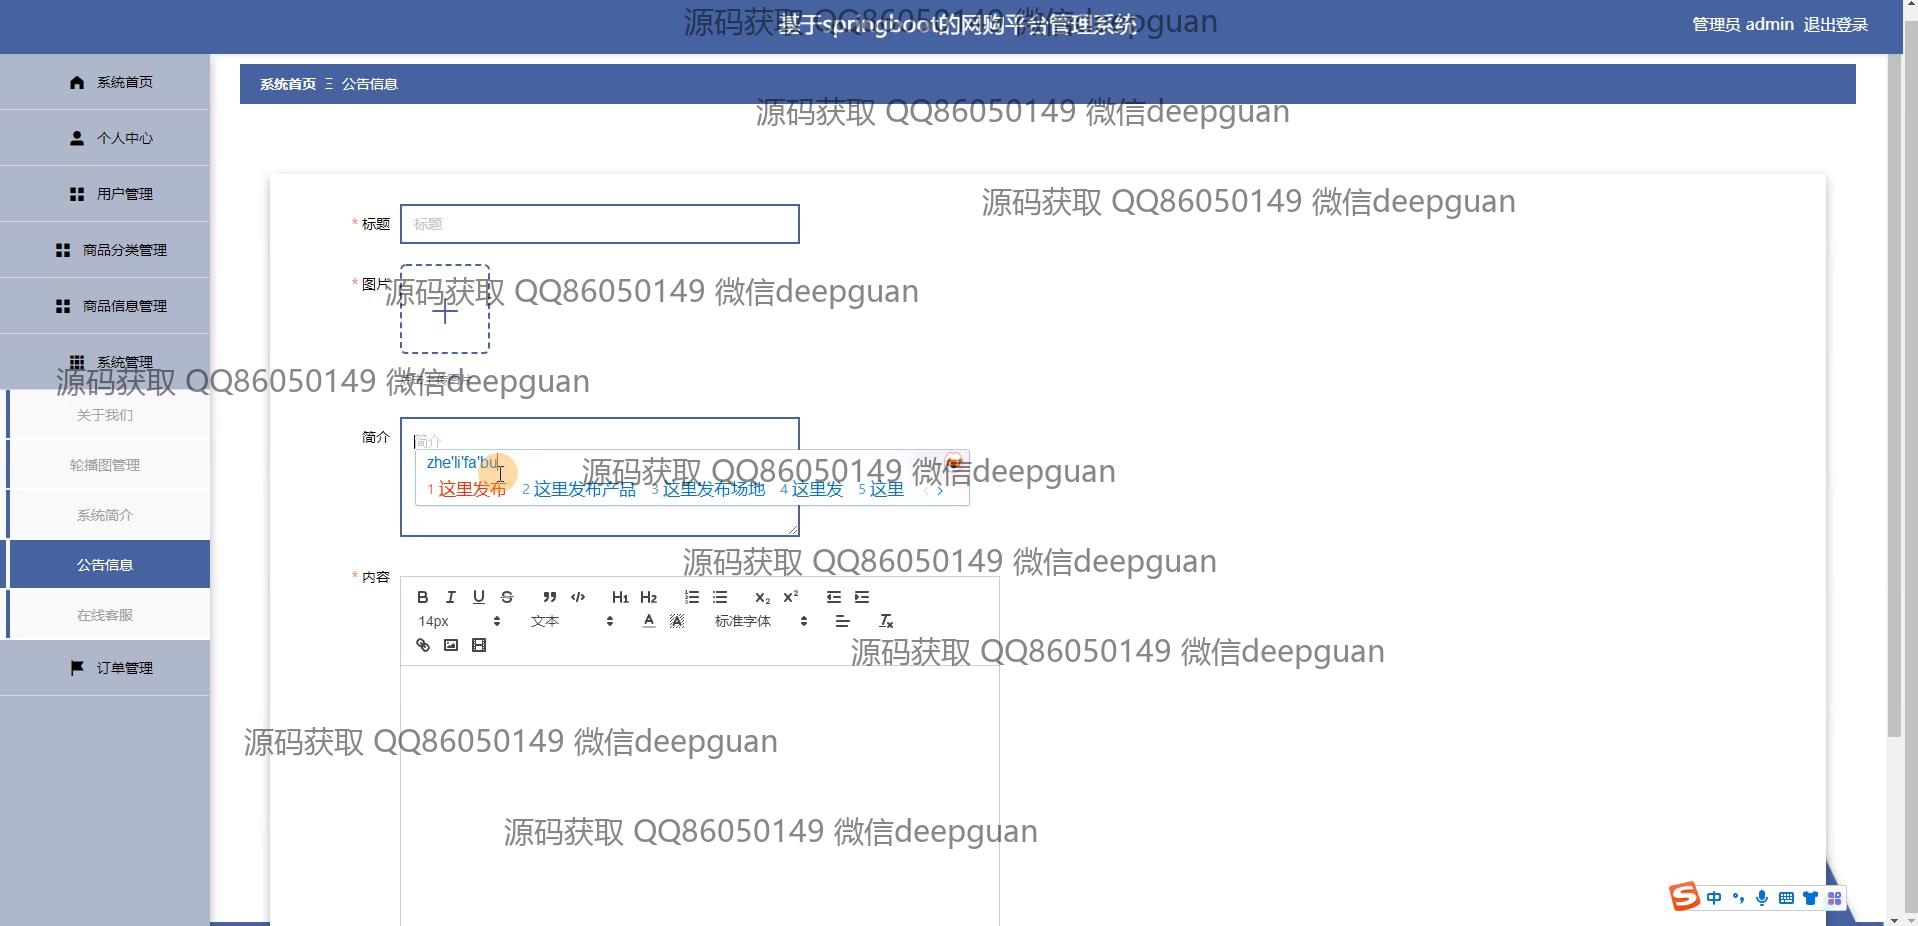 基于springboot的网购平台管理系统
源码获取 QQ86050149 微信deepguan
管理员 admin 退出登录
系统首页
个人中心
用户管理
商品分类管理
商品信息管理
系统管理
关于我们
轮播图管理
系统简介
公告信息
在线客服
订单管理
系统首页 Ξ 公告信息
源码获取 QQ86050149 微信deepguan
源码获取 QQ86050149 微信deepguan
* 标题 标题
* 图片
源码获取 QQ86050149 微信deepguan
源码获取 QQ86050149 微信deepguan
点击上传图片
简介 简介
zhe'li'fa'bu
1 这里发布 2 这里发布产品 3 这里发布场地 4 这里发 5 这里
源码获取 QQ86050149 微信deepguan
源码获取 QQ86050149 微信deepguan
* 内容
B I U S ” </> H1 H2 X2 X2
14px 文本 A A 标准字体 Tx
源码获取 QQ86050149 微信deepguan
源码获取 QQ86050149 微信deepguan
源码获取 QQ86050149 微信deepguan
S 中